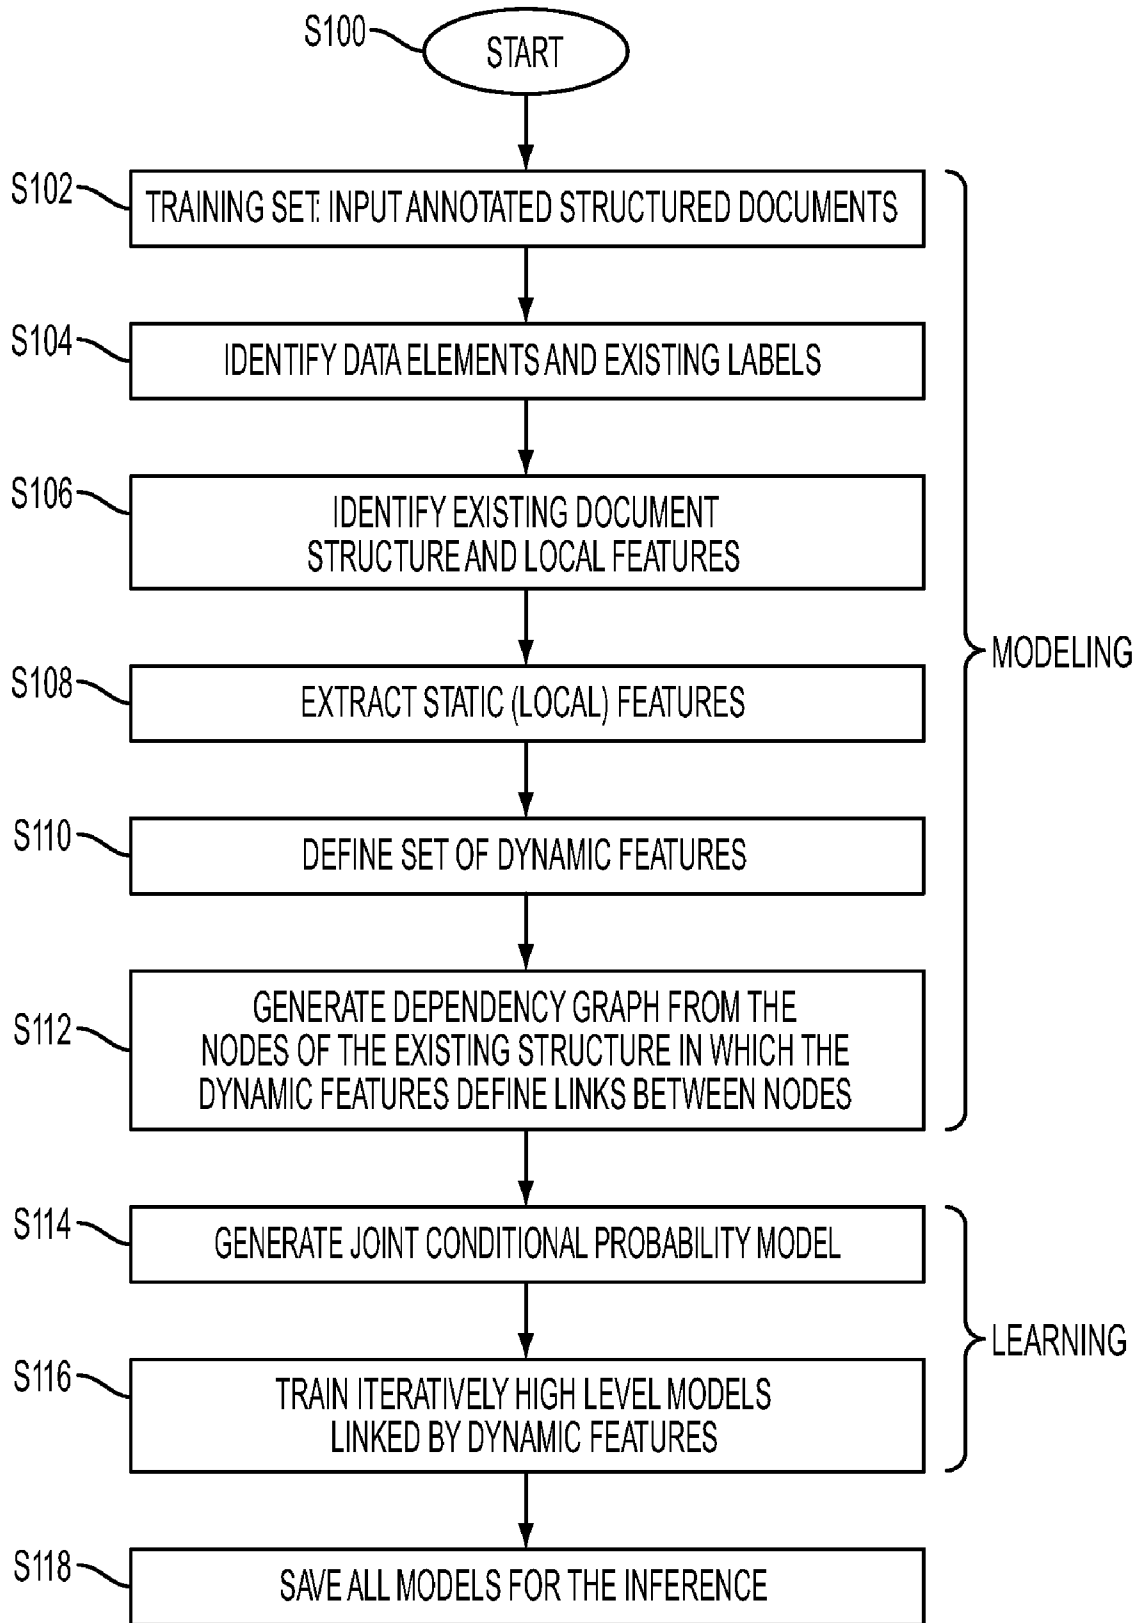 S100
START
S102
TRAINING SET: INPUT ANNOTATED STRUCTURED DOCUMENTS
S104
IDENTIFY DATA ELEMENTS AND EXISTING LABELS
S106
IDENTIFY EXISTING DOCUMENT
STRUCTURE AND LOCAL FEATURES
MODELING
S108
EXTRACT STATIC (LOCAL) FEATURES
S110
DEFINE SET OF DYNAMIC FEATURES
S112
GENERATE DEPENDENCY GRAPH FROM THE
NODES OF THE EXISTING STRUCTURE IN WHICH THE
DYNAMIC FEATURES DEFINE LINKS BETWEEN NODES
S114
GENERATE JOINT CONDITIONAL PROBABILITY MODEL
LEARNING
S116
TRAIN ITERATIVELY HIGH LEVEL MODELS
LINKED BY DYNAMIC FEATURES
S118
SAVE ALL MODELS FOR THE INFERENCE